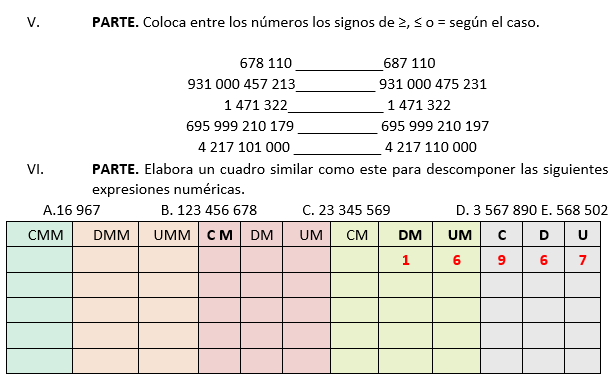 V. PARTE. Coloca entre los números los signos de ≥, ≤ o = según el caso.
678 110 ____________687 110
931 000 457 213___________ 931 000 475 231
1 471 322_____________ 1 471 322
695 999 210 179 ___________ 695 999 210 197
4 217 101 000 ____________ 4 217 110 000
VI. PARTE. Elabora un cuadro similar como este para descomponer las siguientes
expresiones numéricas.
A.16 967 B. 123 456 678 C. 23 345 569 D. 3 567 890 E. 568 502
CMM DMM UMM C M DM UM CM DM UM C D U
1 6 9 6 7